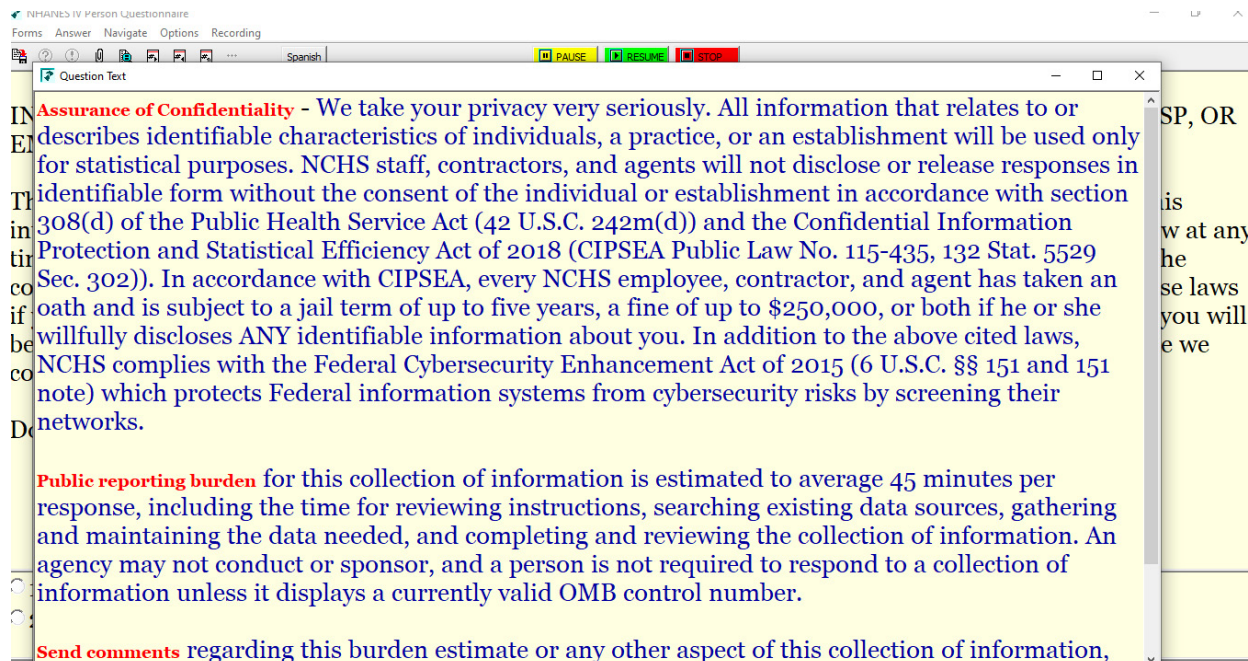 NHANES IV Person Questionnaire
Forms Answer Navigate Options Recording
Spanish PAUSE RESUME STOP
Question Text
Assurance of Confidentiality - We take your privacy very seriously. All information that relates to or
describes identifiable characteristics of individuals, a practice, or an establishment will be used only
for statistical purposes. NCHS staff, contractors, and agents will not disclose or release responses in
identifiable form without the consent of the individual or establishment in accordance with section
308(d) of the Public Health Service Act (42 U.S.C. 242m(d)) and the Confidential Information
Protection and Statistical Efficiency Act of 2018 (CIPSEA Public Law No. 115-435, 132 Stat. 5529
Sec. 302)). In accordance with CIPSEA, every NCHS employee, contractor, and agent has taken an
oath and is subject to a jail term of up to five years, a fine of up to $250,000, or both if he or she
willfully discloses ANY identifiable information about you. In addition to the above cited laws,
NCHS complies with the Federal Cybersecurity Enhancement Act of 2015 (6 U.S.C. §§ 151 and 151
note) which protects Federal information systems from cybersecurity risks by screening their
networks.
Public reporting burden for this collection of information is estimated to average 45 minutes per
response, including the time for reviewing instructions, searching existing data sources, gathering
and maintaining the data needed, and completing and reviewing the collection of information. An
agency may not conduct or sponsor, and a person is not required to respond to a collection of
information unless it displays a currently valid OMB control number.
Send comments regarding this burden estimate or any other aspect of this collection of information,
SP, OR
w at any
se laws
you will
e we